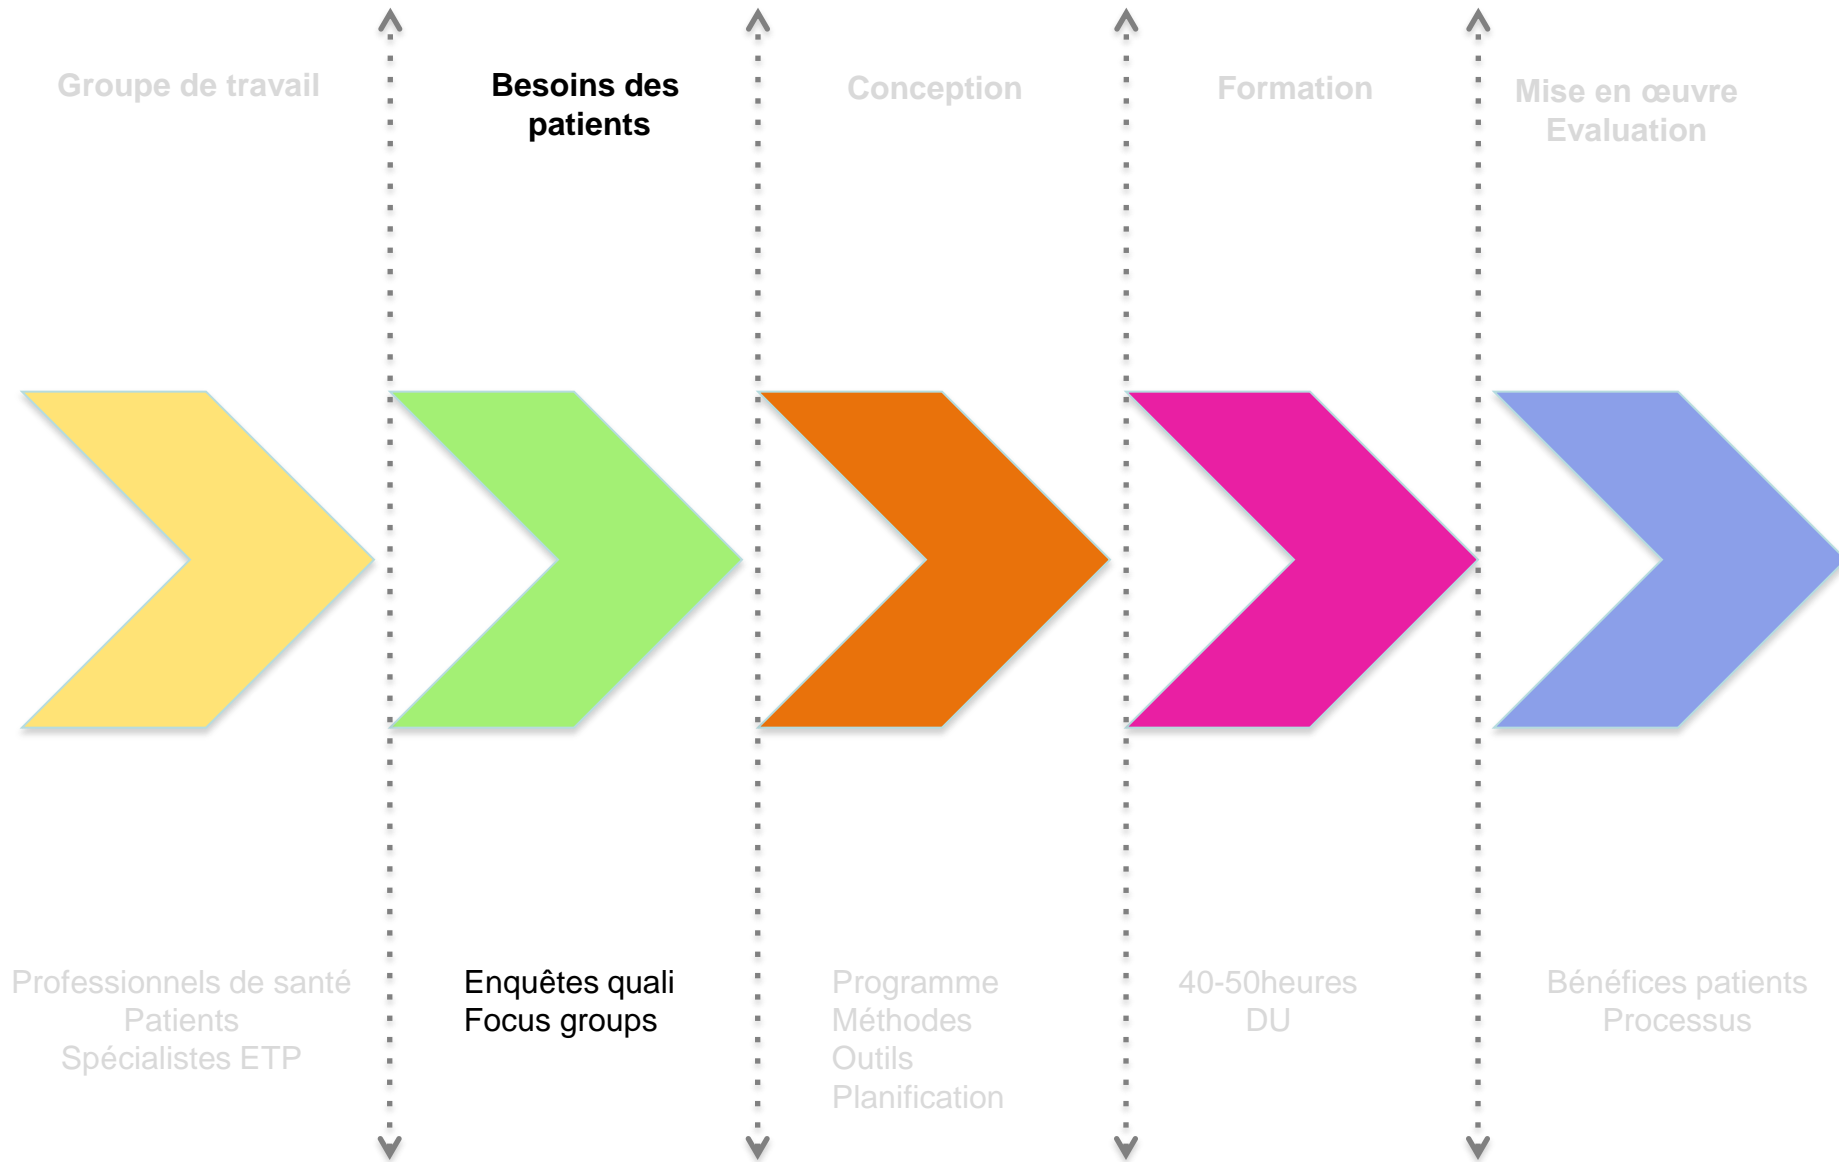 Groupe de travail
Besoins des
patients
Conception
Formation
Mise en œuvre
Evaluation
Professionnels de santé
Patients
Spécialistes ETP
Enquêtes quali
Focus groups
Programme
Méthodes
Outils
Planification
40-50heures
DU
Bénéfices patients
Processus